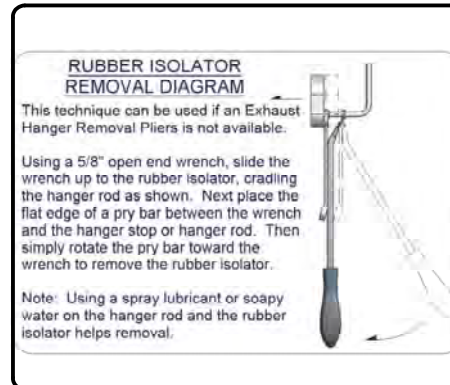 RUBBER ISOLATOR
REMOVAL DIAGRAM
This technique can be used if an Exhaust
Hanger Removal Pliers is not available.
Using a 5/8" open end wrench, slide the
wrench up to the rubber isolator, cradling
the hanger rod as shown. Next place the
flat edge of a pry bar between the wrench
and the hanger stop or hanger rod. Then
simply rotate the pry bar toward the
wrench to remove the rubber isolator.
Note: Using a spray lubricant or soapy
water on the hanger rod and the rubber
isolator helps removal.